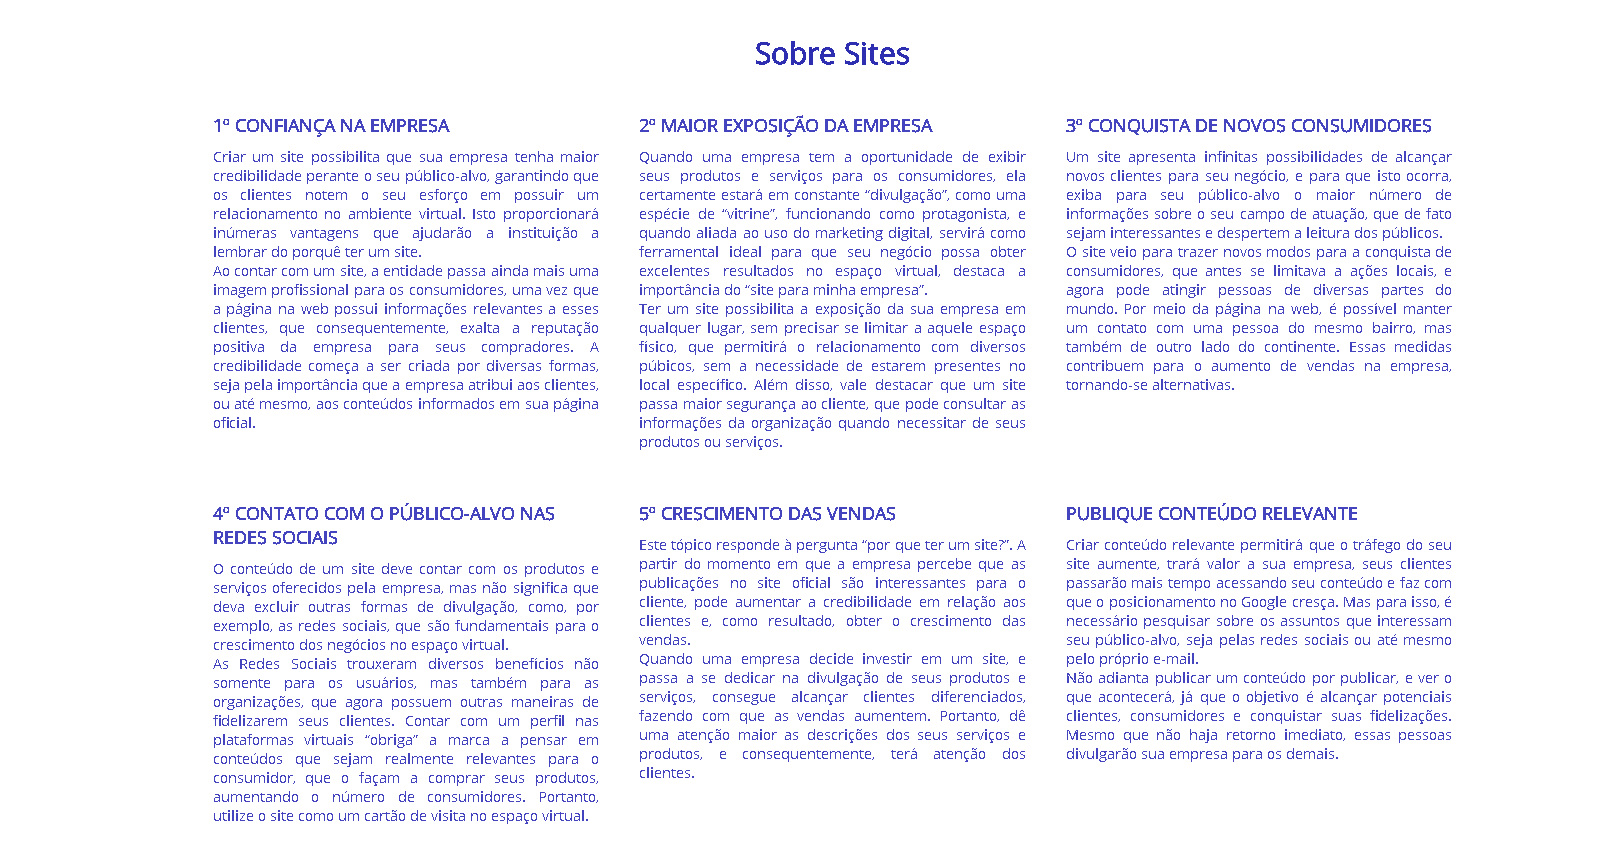 Sobre Sites
1º CONFIANÇA NA EMPRESA
Criar um site possibilita que sua empresa tenha maior
credibilidade perante o seu público-alvo, garantindo que
os clientes notem o seu esforço em possuir um
relacionamento no ambiente virtual. Isto proporcionará
inúmeras vantagens que ajudarão a instituição a
lembrar do porquê ter um site.
Ao contar com um site, a entidade passa ainda mais uma
imagem profissional para os consumidores, uma vez que
a página na web possui informações relevantes a esses
clientes, que consequentemente, exalta a reputação
positiva da empresa para seus compradores. A
credibilidade começa a ser criada por diversas formas,
seja pela importância que a empresa atribui aos clientes,
ou até mesmo, aos conteúdos informados em sua página
oficial.
2º MAIOR EXPOSIÇÃO DA EMPRESA
Quando uma empresa tem a oportunidade de exibir
seus produtos e serviços para os consumidores, ela
certamente estará em constante “divulgação”, como uma
espécie de “vitrine”, funcionando como protagonista, e
quando aliada ao uso do marketing digital, servirá como
ferramental ideal para que seu negócio possa obter
excelentes resultados no espaço virtual, destaca a
importância do “site para minha empresa”.
Ter um site possibilita a exposição da sua empresa em
qualquer lugar, sem precisar se limitar a aquele espaço
físico, que permitirá o relacionamento com diversos
púbicos, sem a necessidade de estarem presentes no
local específico. Além disso, vale destacar que um site
passa maior segurança ao cliente, que pode consultar as
informações da organização quando necessitar de seus
produtos ou serviços.
3º CONQUISTA DE NOVOS CONSUMIDORES
Um site apresenta infinitas possibilidades de alcançar
novos clientes para seu negócio, e para que isto ocorra,
exiba para seu público-alvo o maior número de
informações sobre o seu campo de atuação, que de fato
sejam interessantes e despertem a leitura dos públicos.
O site veio para trazer novos modos para a conquista de
consumidores, que antes se limitava a ações locais, e
agora pode atingir pessoas de diversas partes do
mundo. Por meio da página na web, é possível manter
um contato com uma pessoa do mesmo bairro, mas
também de outro lado do continente. Essas medidas
contribuem para o aumento de vendas na empresa,
tornando-se alternativas.
4º CONTATO COM O PÚBLICO-ALVO NAS
REDES SOCIAIS
O conteúdo de um site deve contar com os produtos e
serviços oferecidos pela empresa, mas não significa que
deva excluir outras formas de divulgação, como, por
exemplo, as redes sociais, que são fundamentais para o
crescimento dos negócios no espaço virtual.
As Redes Sociais trouxeram diversos benefícios não
somente para os usuários, mas também para as
organizações, que agora possuem outras maneiras de
fidelizarem seus clientes. Contar com um perfil nas
plataformas virtuais “obriga” a marca a pensar em
conteúdos que sejam realmente relevantes para o
consumidor, que o façam a comprar seus produtos,
aumentando o número de consumidores. Portanto,
utilize o site como um cartão de visita no espaço virtual.
5º CRESCIMENTO DAS VENDAS
Este tópico responde à pergunta “por que ter um site?”. A
partir do momento em que a empresa percebe que as
publicações no site oficial são interessantes para o
cliente, pode aumentar a credibilidade em relação aos
clientes e, como resultado, obter o crescimento das
vendas.
Quando uma empresa decide investir em um site, e
passa a se dedicar na divulgação de seus produtos e
serviços, consegue alcançar clientes diferenciados,
fazendo com que as vendas aumentem. Portanto, dê
uma atenção maior as descrições dos seus serviços e
produtos, e consequentemente, terá atenção dos
clientes.
PUBLIQUE CONTEÚDO RELEVANTE
Criar conteúdo relevante permitirá que o tráfego do seu
site aumente, trará valor a sua empresa, seus clientes
passarão mais tempo acessando seu conteúdo e faz com
que o posicionamento no Google cresça. Mas para isso, é
necessário pesquisar sobre os assuntos que interessam
seu público-alvo, seja pelas redes sociais ou até mesmo
pelo próprio e-mail.
Não adianta publicar um conteúdo por publicar, e ver o
que acontecerá, já que o objetivo é alcançar potenciais
clientes, consumidores e conquistar suas fidelizações.
Mesmo que não haja retorno imediato, essas pessoas
divulgarão sua empresa para os demais.